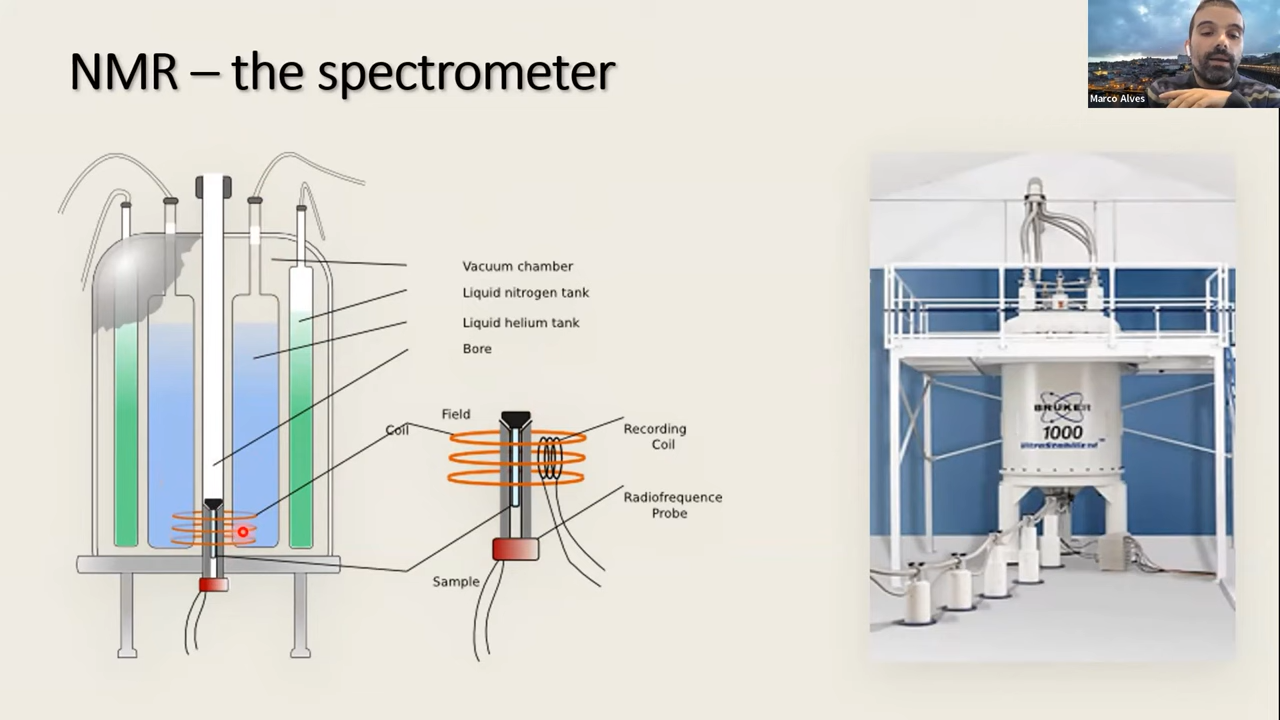 NMR – the spectrometer
Marco Alves
Vacuum chamber
Liquid nitrogen tank
Liquid helium tank
Bore
Field
Coil
Recording
Coil
Radiofrequence
Probe
Sample
BRUKER
1000